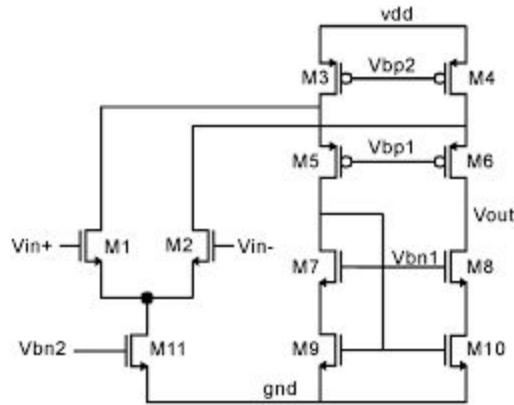 vdd
M3 Vbp2 M4
M5 Vbp1 M6
Vin+ M1 M2 Vin- Vout
M7 Vbn1 M8
Vbn2 M11 M9 M10
gnd